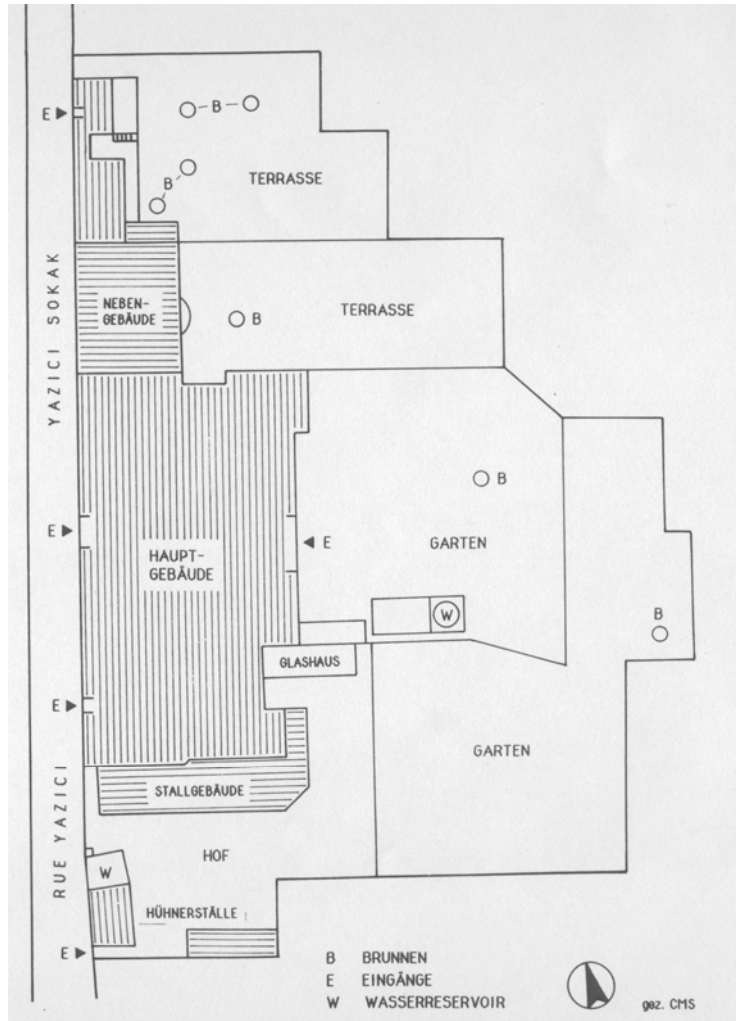 E
B
B
TERRASSE
YAZICI SOKAK
NEBEN-
GEBÄUDE
B
TERRASSE
B
E
HAUPT-
GEBÄUDE
E
GARTEN
W
B
GLASHAUS
E
GARTEN
STALLGEBÄUDE
RUE YAZICI
HOF
W
HÜHNERSTÄLLE
E
B BRUNNEN
E EINGÄNGE
W WASSERRESERVOIR
gez. CMS